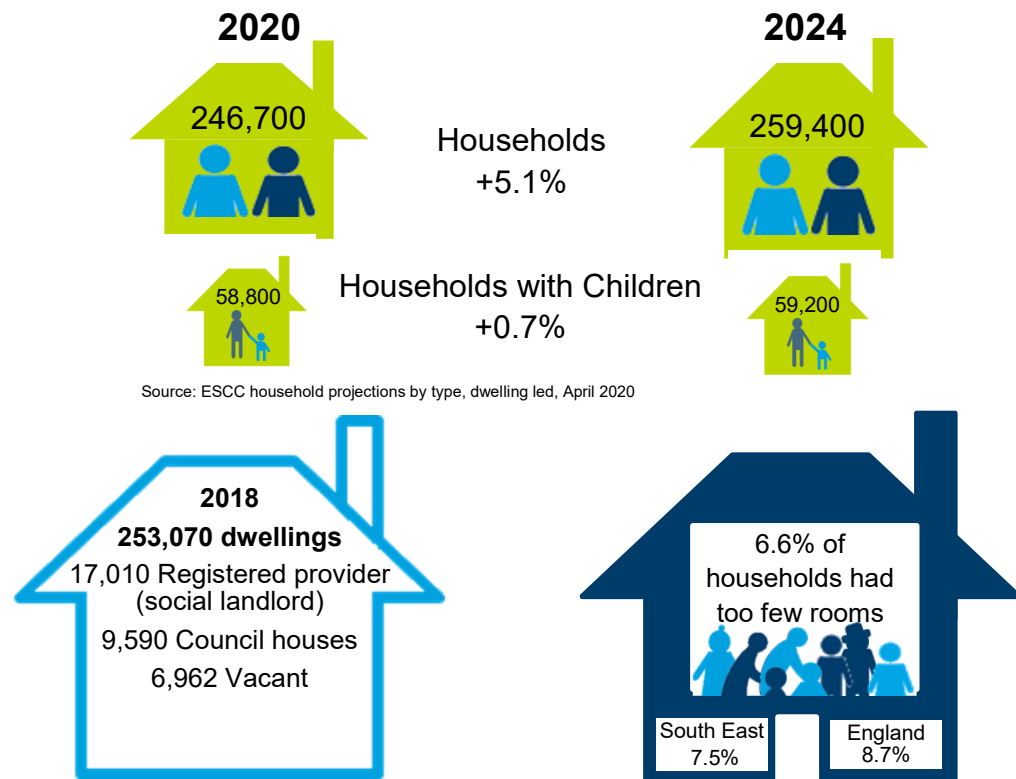 2020
2024
246,700
259,400
Households
+5.1%
58,800
Households with Children
59,200
+0.7%
Source: ESCC household projections by type, dwelling led, April 2020
2018
253,070 dwellings
17,010 Registered provider
(social landlord)
9,590 Council houses
6,962 Vacant
6.6% of
households had
too few rooms
South East
7.5%
England
8.7%